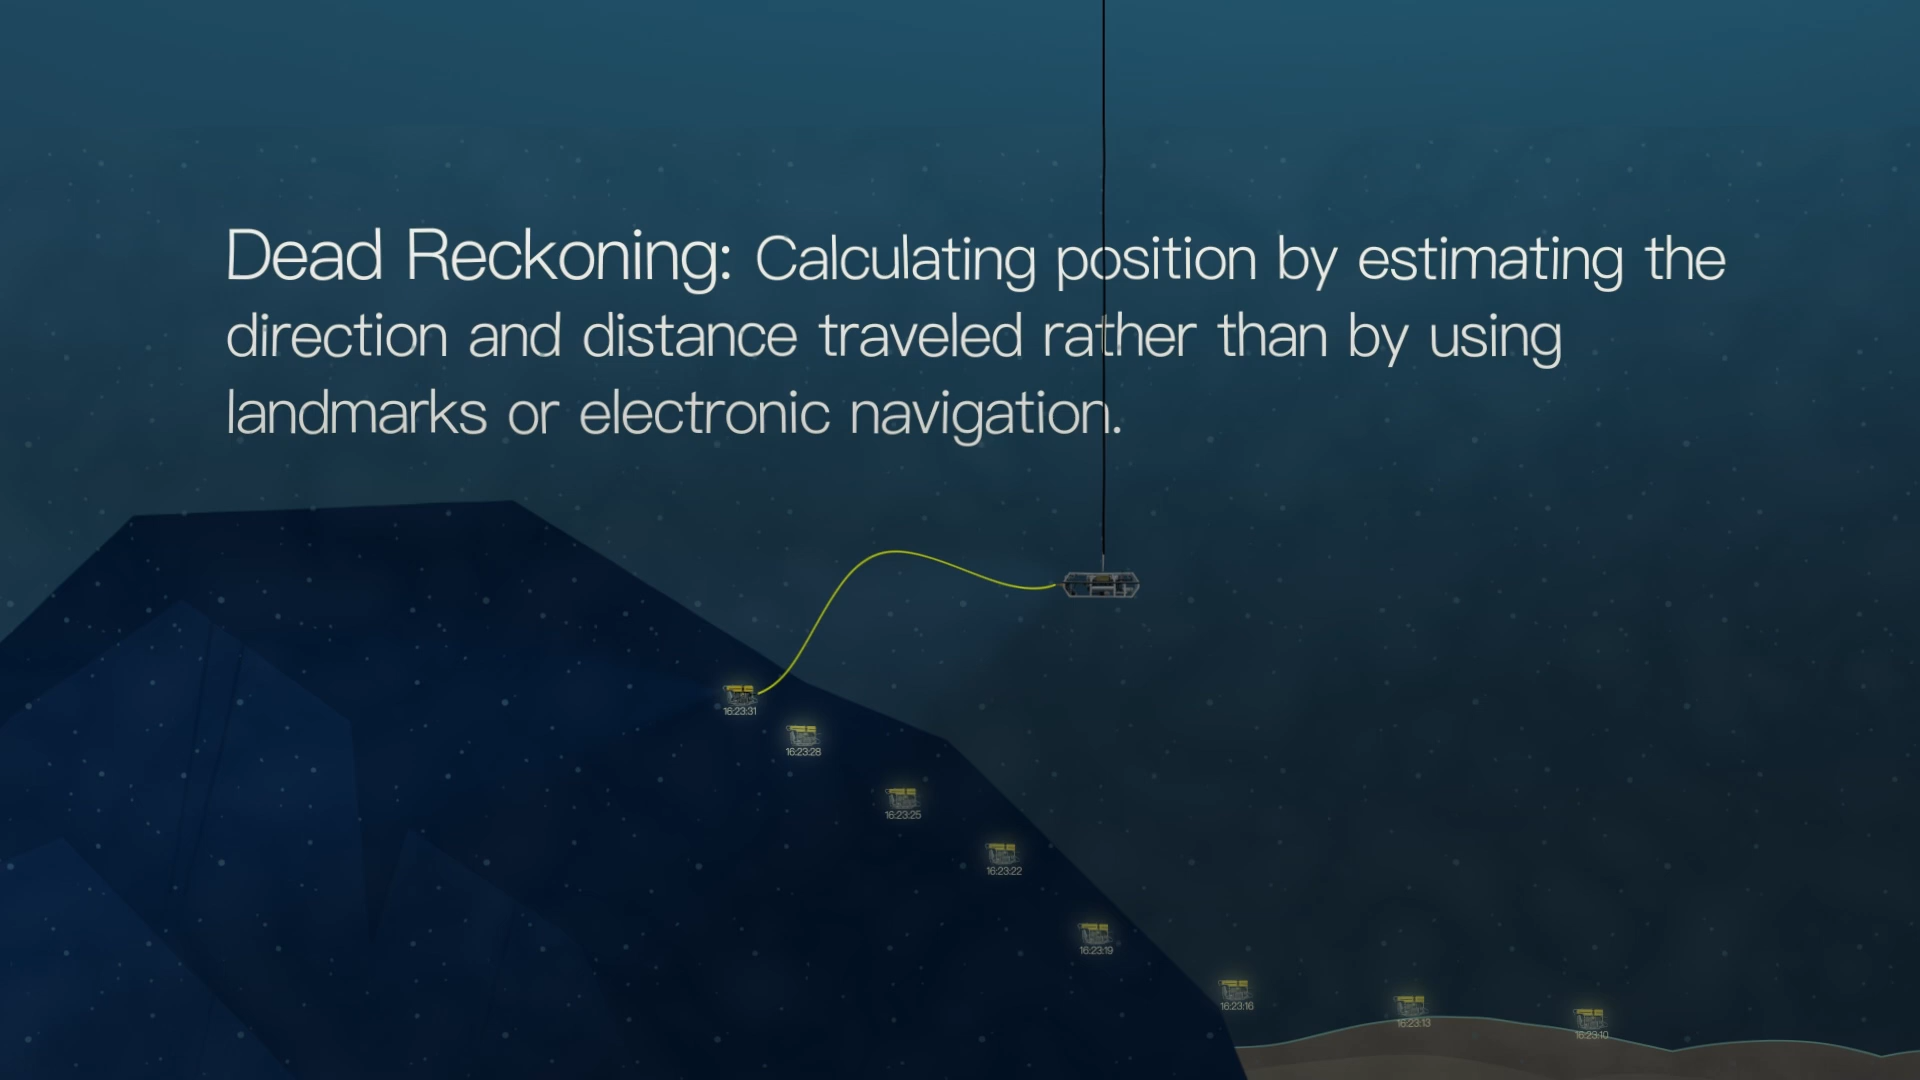 Dead Reckoning: Calculating position by estimating the
direction and distance traveled rather than by using
landmarks or electronic navigation.
16:23:31
16:23:28
16:23:25
16:23:22
16:23:19
16:23:16
16:23:13
16:23:10